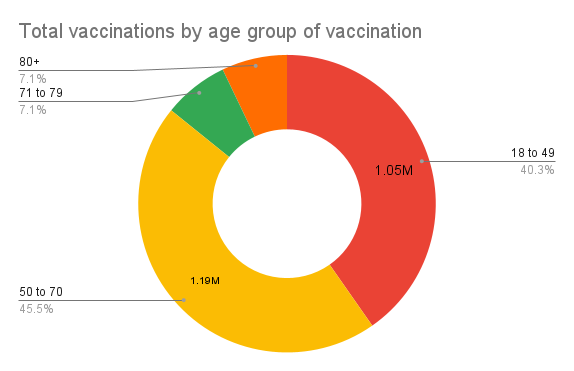 Total vaccinations by age group of vaccination
80+
7.1%
71 to 79
7.1%
18 to 49
40.3%
1.05M
1.19M
50 to 70
45.5%